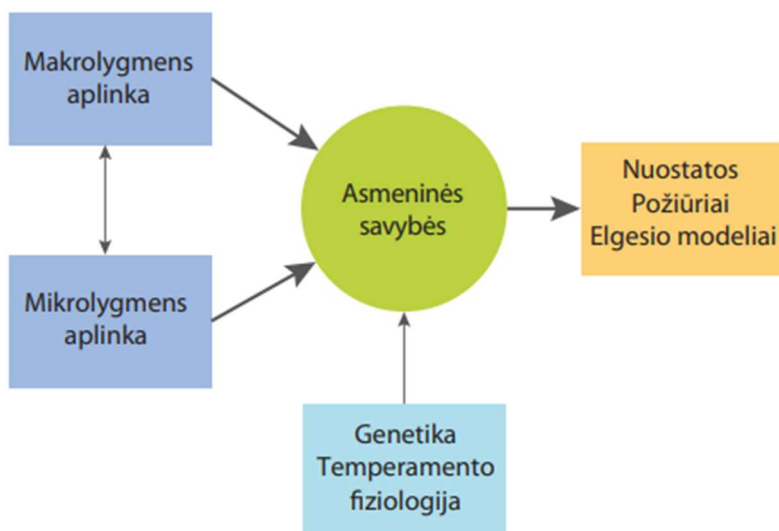 Makrolygmens
aplinka
Mikrolygmens
aplinka
Asmeninės
savybės
Genetika
Temperamento
fiziologija
Nuostatos
Požiūriai
Elgesio modeliai